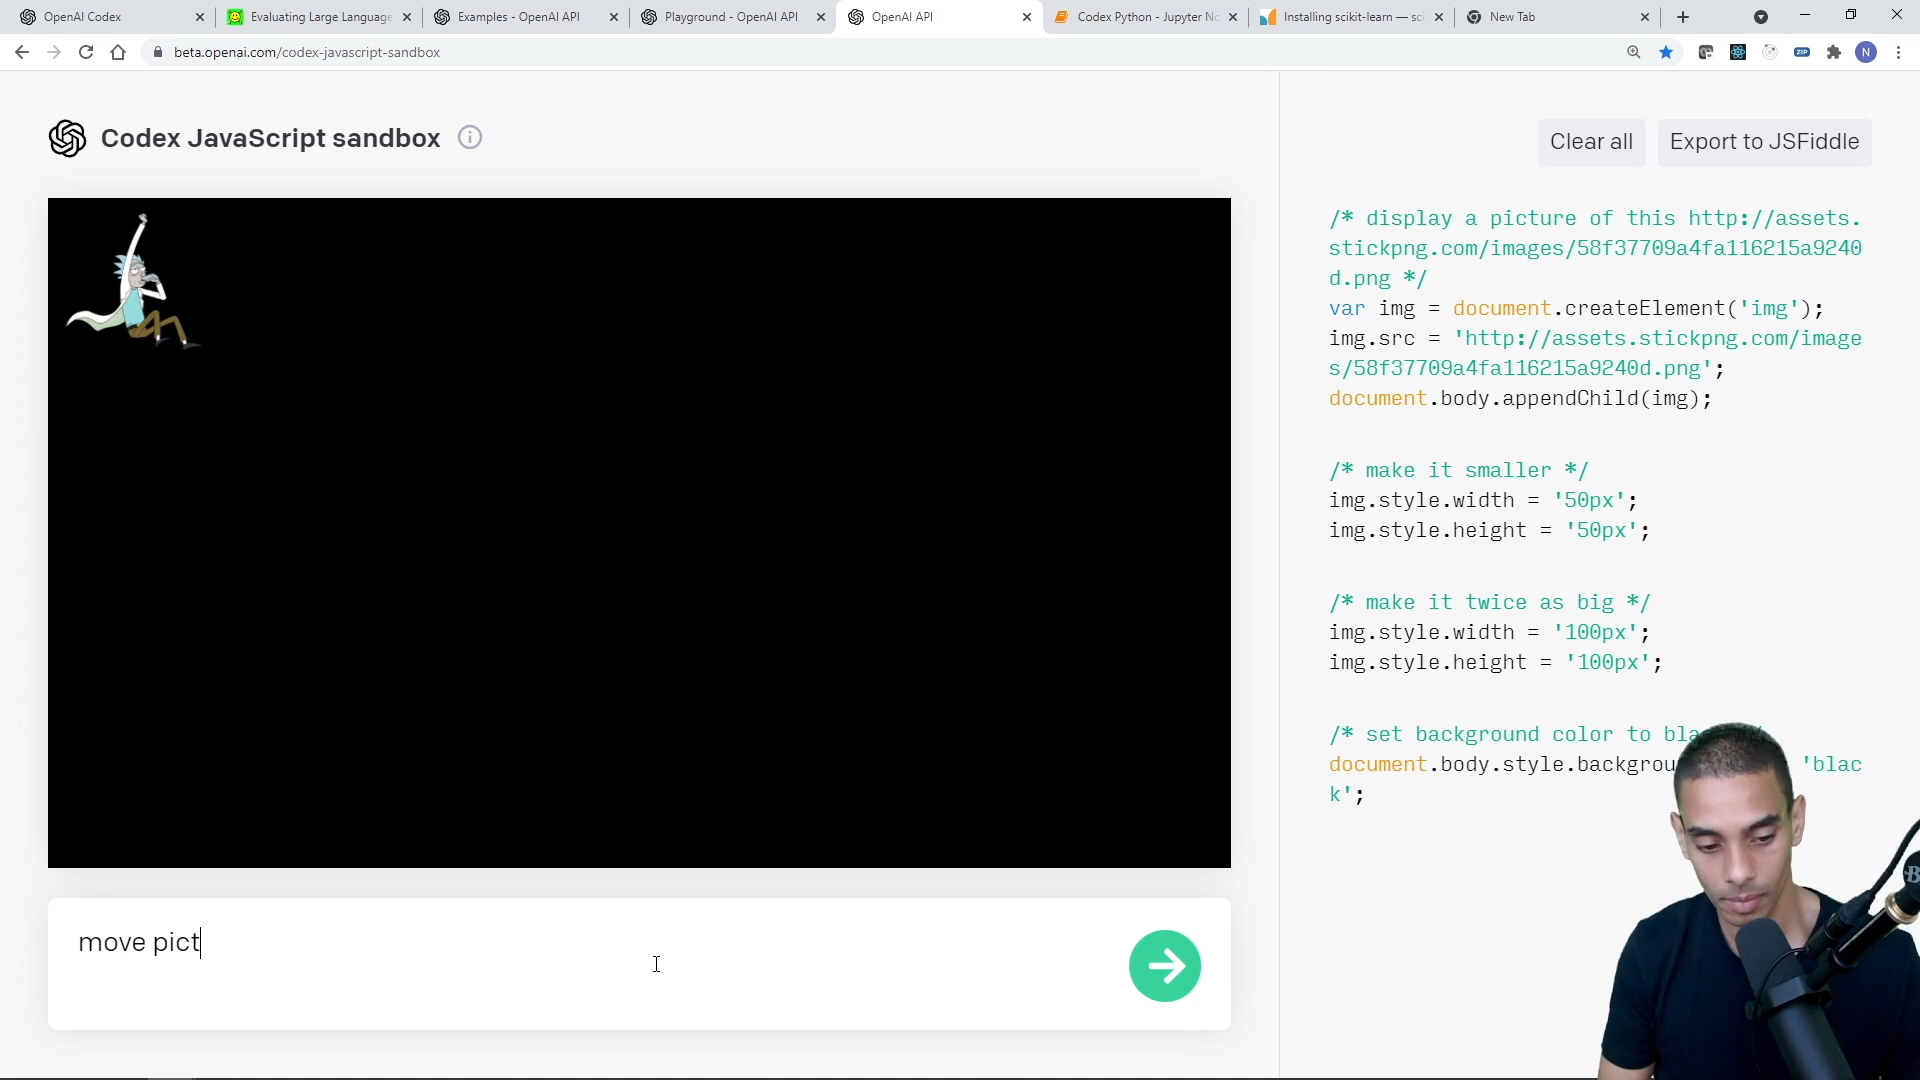 OpenAI Codex
Evaluating Large Language
Examples - OpenAI API
Playground - OpenAI API
OpenAI API
Codex Python - Jupyter No
Installing scikit-learn — sci
New Tab
beta.openai.com/codex-javascript-sandbox
ZIP
N
Codex JavaScript sandbox
Clear all
Export to JSFiddle
/* display a picture of this http://assets.
stickpng.com/images/58f37709a4fa116215a9240
d.png */
var img = document.createElement('img');
img.src = 'http://assets.stickpng.com/image
s/58f37709a4fa116215a9240d.png';
document.body.appendChild(img);
/* make it smaller */
img.style.width = '50px';
img.style.height = '50px';
/* make it twice as big */
img.style.width = '100px';
img.style.height = '100px';
/* set background color to
document.body.style. 'blac
k';
move pict